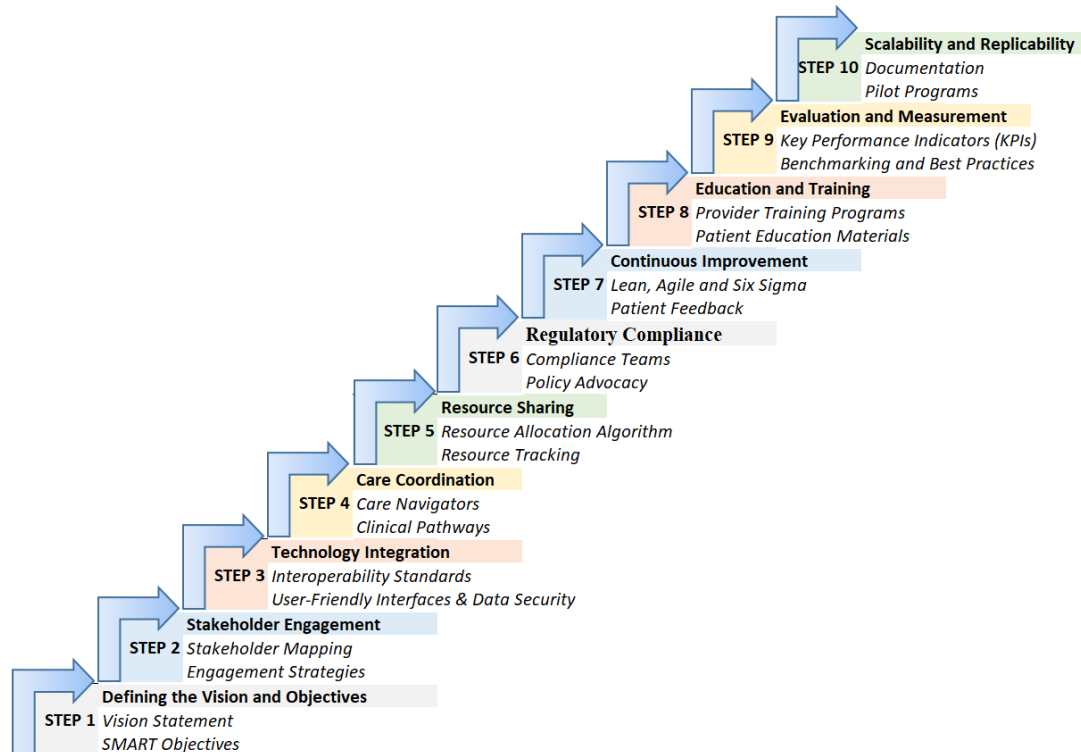 Scalability and Replicability
STEP 10 Documentation
Pilot Programs
Evaluation and Measurement
STEP 9 Key Performance Indicators (KPIs)
Benchmarking and Best Practices
Education and Training
STEP 8 Provider Training Programs
Patient Education Materials
Continuous Improvement
STEP 7 Lean, Agile and Six Sigma
Patient Feedback
Regulatory Compliance
STEP 6 Compliance Teams
Policy Advocacy
Resource Sharing
STEP 5 Resource Allocation Algorithm
Resource Tracking
Care Coordination
STEP 4 Care Navigators
Clinical Pathways
Technology Integration
STEP 3 Interoperability Standards
User-Friendly Interfaces & Data Security
Stakeholder Engagement
STEP 2 Stakeholder Mapping
Engagement Strategies
Defining the Vision and Objectives
STEP 1 Vision Statement
SMART Objectives